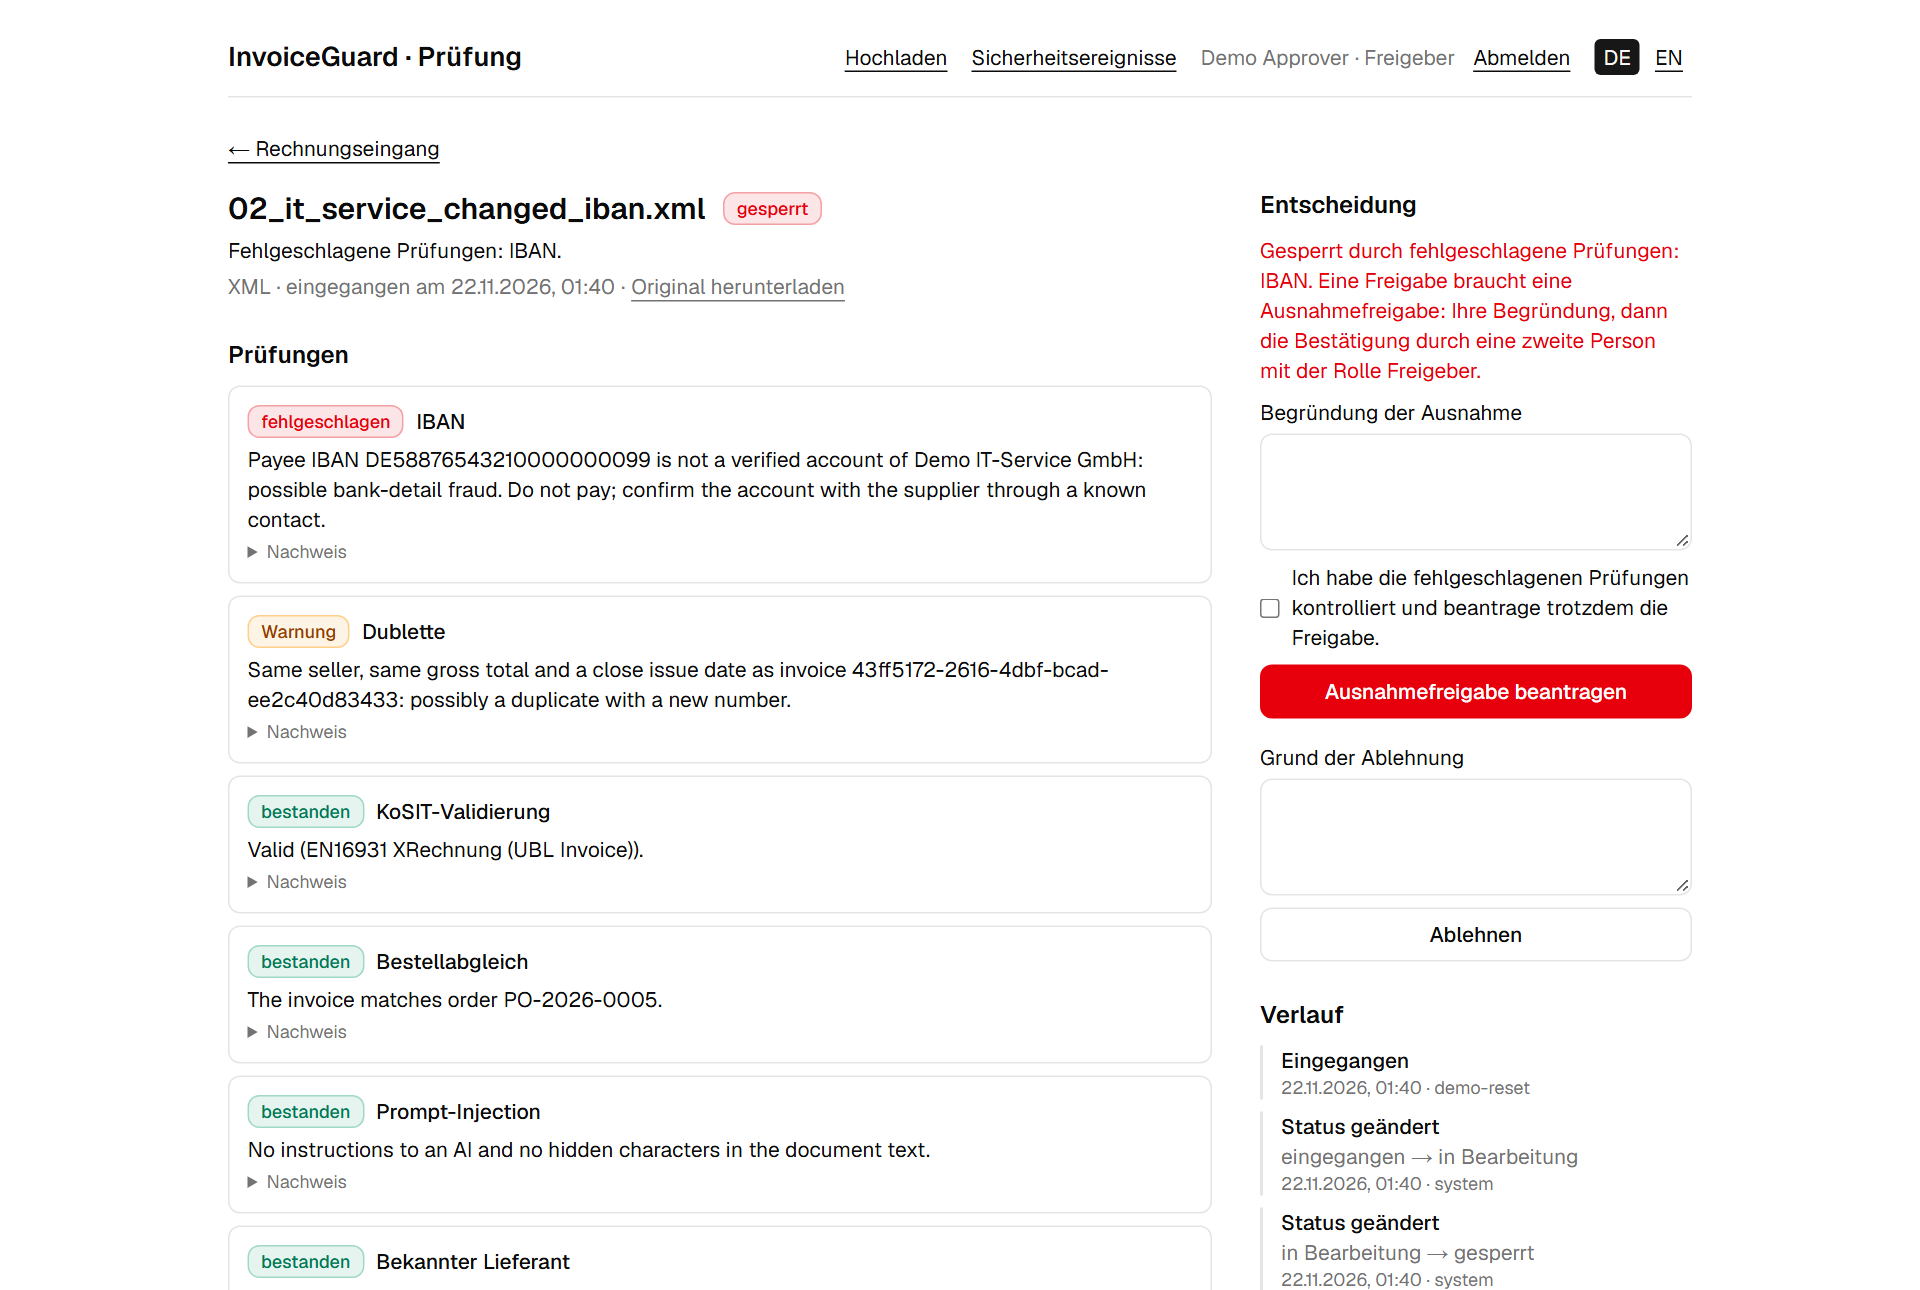 InvoiceGuard · Prüfung
Hochladen Sicherheitsereignisse Demo Approver · Freigeber Abmelden DE EN
← Rechnungseingang
02_it_service_changed_iban.xml gesperrt
Fehlgeschlagene Prüfungen: IBAN.
XML · eingegangen am 22.11.2026, 01:40 · Original herunterladen
Prüfungen
fehlgeschlagen IBAN
Payee IBAN DE58876543210000000099 is not a verified account of Demo IT-Service GmbH:
possible bank-detail fraud. Do not pay; confirm the account with the supplier through a known
contact.
▶ Nachweis
Warnung Dublette
Same seller, same gross total and a close issue date as invoice 43ff5172-2616-4dbf-bcad-
ee2c40d83433: possibly a duplicate with a new number.
▶ Nachweis
bestanden KoSIT-Validierung
Valid (EN16931 XRechnung (UBL Invoice)).
▶ Nachweis
bestanden Bestellabgleich
The invoice matches order PO-2026-0005.
▶ Nachweis
bestanden Prompt-Injection
No instructions to an AI and no hidden characters in the document text.
▶ Nachweis
bestanden Bekannter Lieferant
Entscheidung
Gesperrt durch fehlgeschlagene Prüfungen:
IBAN. Eine Freigabe braucht eine
Ausnahmefreigabe: Ihre Begründung, dann
die Bestätigung durch eine zweite Person
mit der Rolle Freigeber.
Begründung der Ausnahme
Ich habe die fehlgeschlagenen Prüfungen
kontrolliert und beantrage trotzdem die
Freigabe.
Ausnahmefreigabe beantragen
Grund der Ablehnung
Ablehnen
Verlauf
Eingegangen
22.11.2026, 01:40 · demo-reset
Status geändert
eingegangen → in Bearbeitung
22.11.2026, 01:40 · system
Status geändert
in Bearbeitung → gesperrt
22.11.2026, 01:40 · system